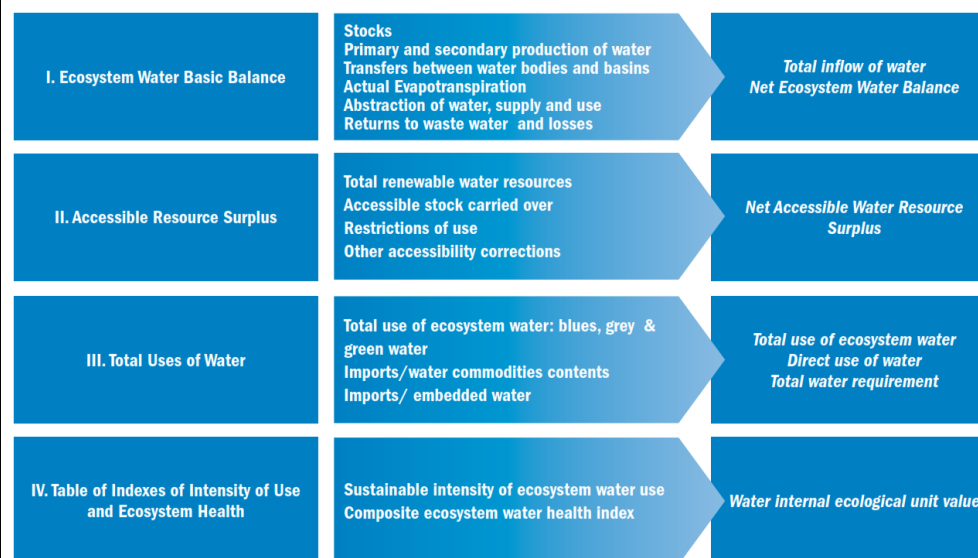 I. Ecosystem Water Basic Balance
Stocks
Primary and secondary production of water
Transfers between water bodies and basins
Actual Evapotranspiration
Abstraction of water, supply and use
Returns to waste water and losses
Total inflow of water
Net Ecosystem Water Balance
II. Accessible Resource Surplus
Total renewable water resources
Accessible stock carried over
Restrictions of use
Other accessibility corrections
Net Accessible Water Resource
Surplus
III. Total Uses of Water
Total use of ecosystem water: blues, grey &
green water
Imports/water commodities contents
Imports/ embedded water
Total use of ecosystem water
Direct use of water
Total water requirement
IV. Table of Indexes of Intensity of Use
and Ecosystem Health
Sustainable intensity of ecosystem water use
Composite ecosystem water health index
Water internal ecological unit value